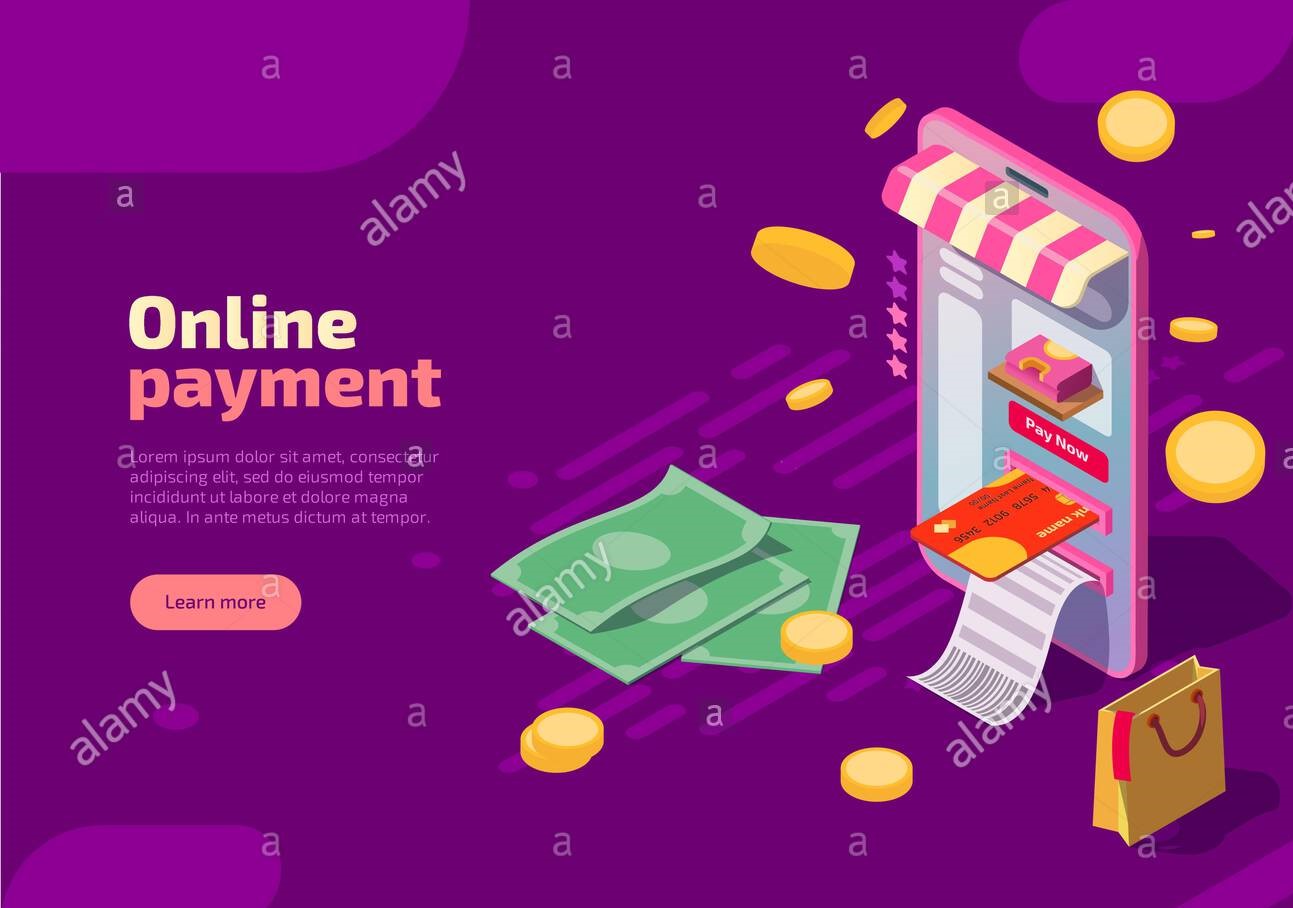 Online
payment
Lorem ipsum dolor sit amet, consectetur
adipiscing elit, sed do eiusmod tempor
incididunt ut labore et dolore magna
aliqua. In ante metus dictum at tempor.
Learn more
Pay Now
5678 9012 3456
nk name
alamy
alamy
alamy
alamy